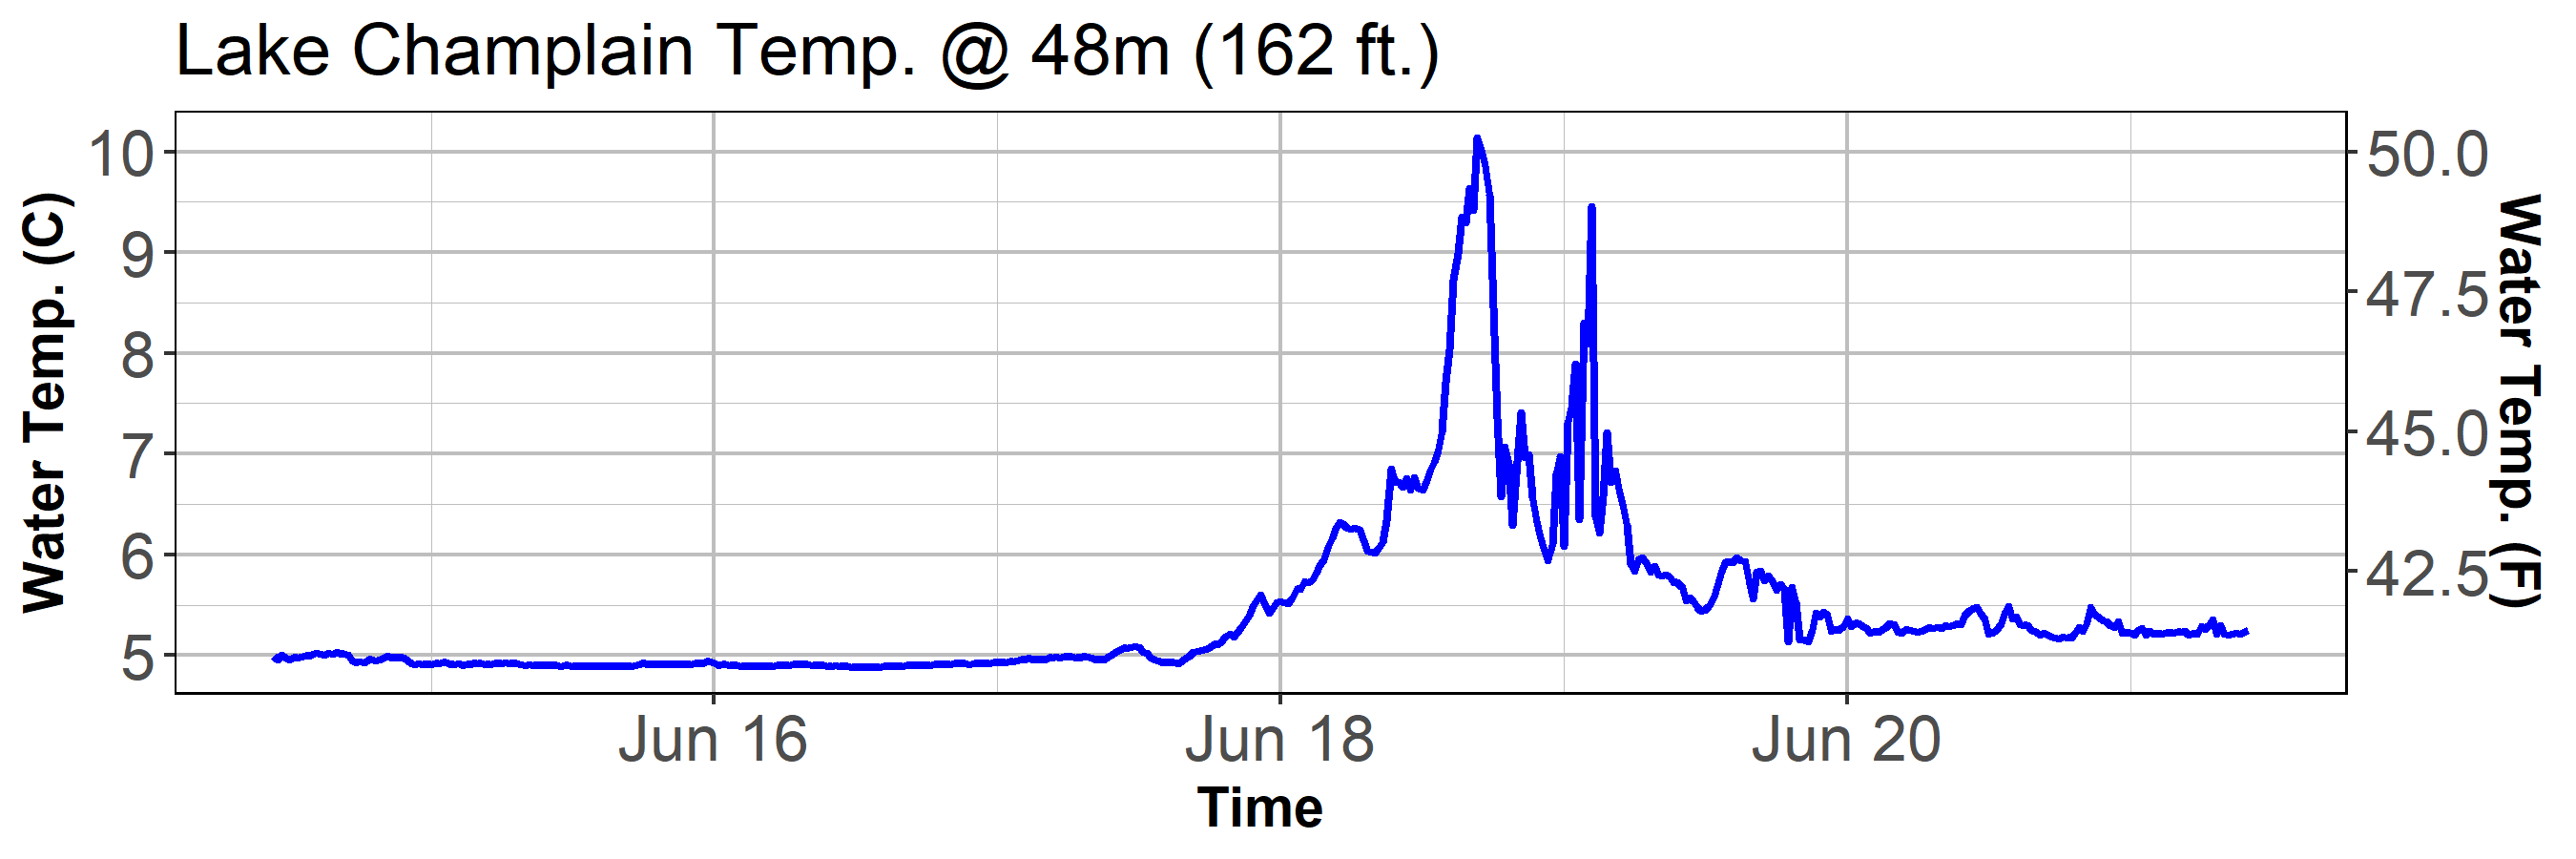 Lake Champlain Temp. @ 48m (162 ft.)
Water Temp. (C)
10
9
8
7
6
5
50.0
47.5
45.0
42.5
Water Temp. (F)
Jun 16
Jun 18
Jun 20
Time